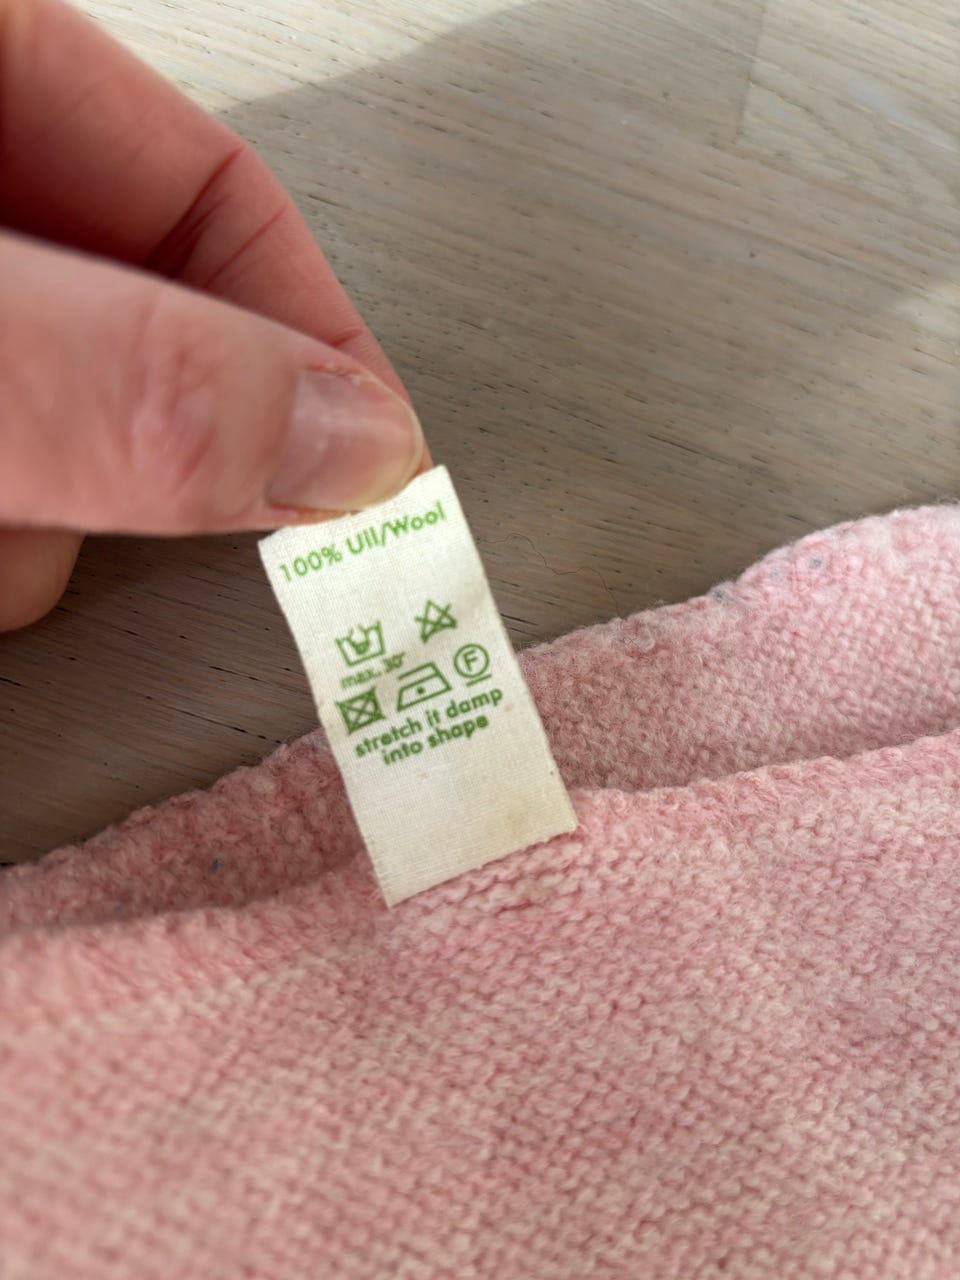 100% Ull/Wool
max. 30°
F
stretch it damp
into shape